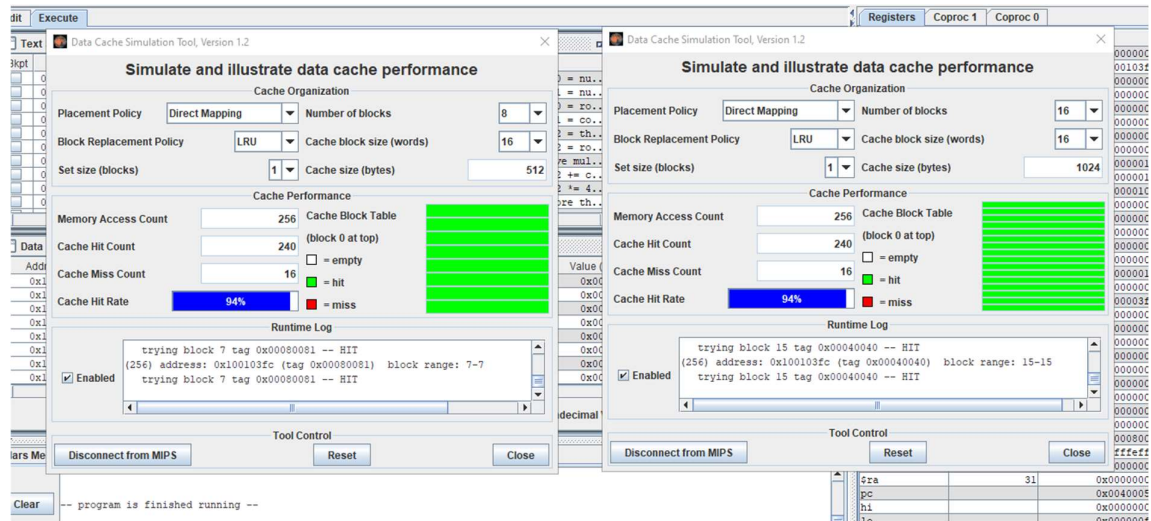 dit Execute
Registers Coproc 1 Coproc 0
Text
Bkpt
Data Cache Simulation Tool, Version 1.2
Simulate and illustrate data cache performance
Cache Organization
Placement Policy Direct Mapping Number of blocks 8
Block Replacement Policy LRU Cache block size (words) 16
Set size (blocks) 1 Cache size (bytes) 512
Cache Performance
Memory Access Count 256 Cache Block Table
Cache Hit Count 240 (block 0 at top)
= empty
Cache Miss Count 16
= hit
Cache Hit Rate 94% = miss
Runtime Log
trying block 7 tag 0x00080081 -- HIT
(256) address: 0x100103fc (tag 0x00080081) block range: 7-7
Enabled trying block 7 tag 0x00080081 -- HIT
Tool Control
Disconnect from MIPS Reset Close
Data Cache Simulation Tool, Version 1.2
Simulate and illustrate data cache performance
Cache Organization
Placement Policy Direct Mapping Number of blocks 16
Block Replacement Policy LRU Cache block size (words) 16
Set size (blocks) 1 Cache size (bytes) 1024
Cache Performance
Memory Access Count 256 Cache Block Table
Cache Hit Count 240 (block 0 at top)
= empty
Cache Miss Count 16
= hit
Cache Hit Rate 94% = miss
Runtime Log
trying block 15 tag 0x00040040 -- HIT
(256) address: 0x100103fc (tag 0x00040040) block range: 15-15
Enabled trying block 15 tag 0x00040040 -- HIT
Tool Control
Disconnect from MIPS Reset Close
Data
Addr
Value (
$ra 31 0x000000
pc 0x0040005
hi 0x000000
Clear -- program is finished running --